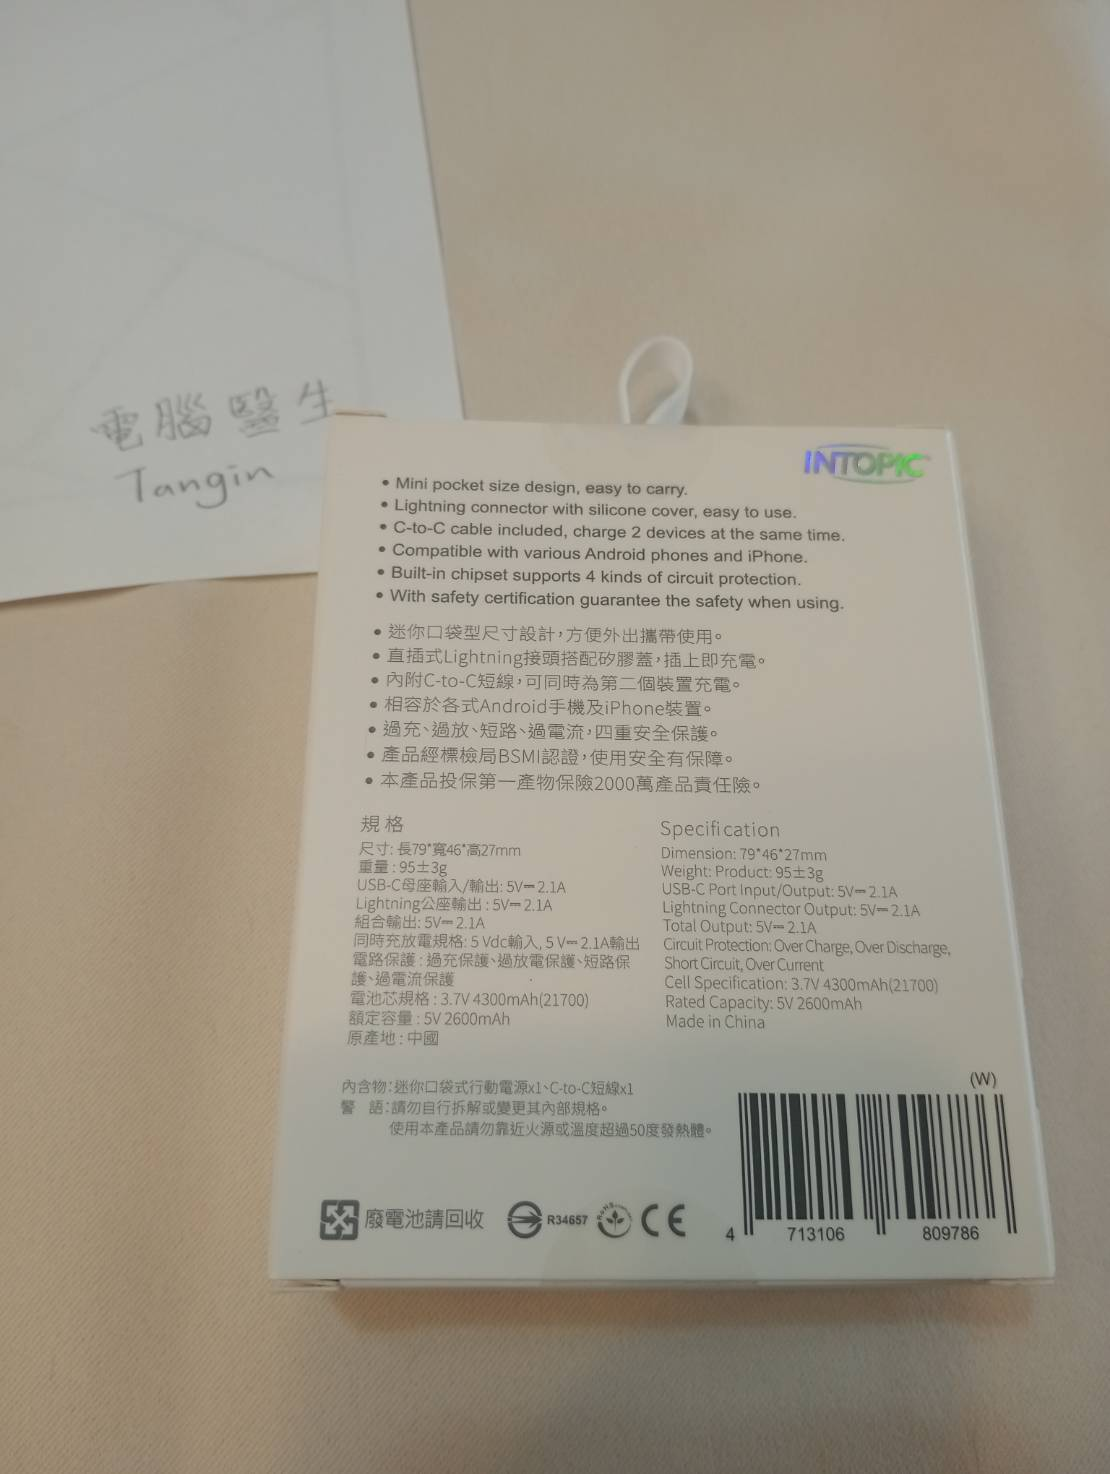 電腦醫生
Tangin
INTOPIC
• Mini pocket size design, easy to carry.
• Lightning connector with silicone cover, easy to use.
• C-to-C cable included, charge 2 devices at the same time.
• Compatible with various Android phones and iPhone.
• Built-in chipset supports 4 kinds of circuit protection.
• With safety certification guarantee the safety when using.
• 迷你口袋型尺寸設計，方便外出攜帶使用。
• 直插式Lightning接頭搭配矽膠蓋，插上即充電。
• 內附C-to-C短線，可同時為第二個裝置充電。
• 相容於各式Android手機及iPhone裝置。
• 過充、過放、短路、過電流，四重安全保護。
• 產品經標檢局BSMI認證，使用安全有保障。
• 本產品投保第一產物保險2000萬產品責任險。
規格
尺寸: 長79*寬46*高27mm
重量 : 95±3g
USB-C母座輸入/輸出: 5V⎓2.1A
Lightning公座輸出 : 5V⎓2.1A
組合輸出: 5V⎓2.1A
同時充放電規格: 5 Vdc輸入, 5 V⎓2.1A輸出
電路保護 : 過充保護、過放電保護、短路保
護、過電流保護
電池芯規格 : 3.7V 4300mAh(21700)
額定容量 : 5V 2600mAh
原產地 : 中國
Specification
Dimension: 79*46*27mm
Weight: Product: 95±3g
USB-C Port Input/Output: 5V⎓2.1A
Lightning Connector Output: 5V⎓2.1A
Total Output: 5V⎓2.1A
Circuit Protection: Over Charge, Over Discharge,
Short Circuit, Over Current
Cell Specification: 3.7V 4300mAh(21700)
Rated Capacity: 5V 2600mAh
Made in China
內含物：迷你口袋式行動電源x1、C-to-C短線x1
警 語：請勿自行拆解或變更其內部規格。
使用本產品請勿靠近火源或溫度超過50度發熱體。
(W)
廢電池請回收
R34657
RoHS
CE
4 713106 809786